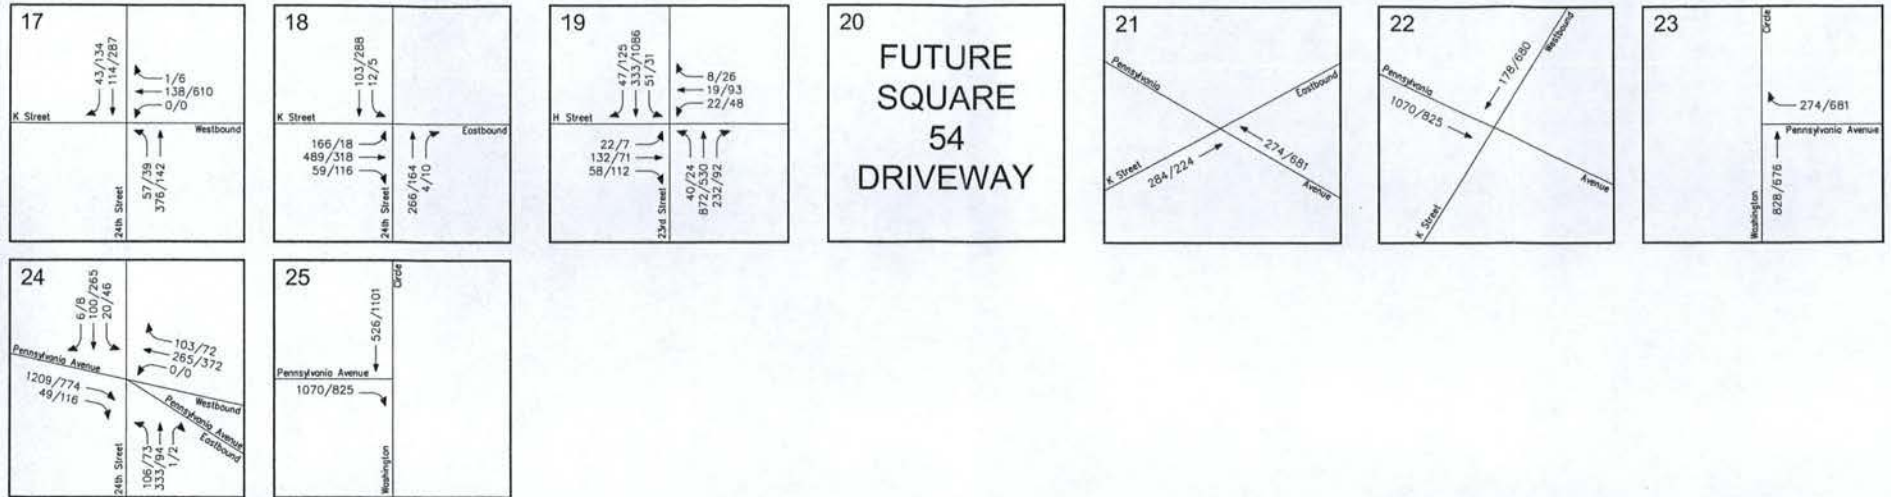 17
43/134
114/287
1/6
138/610
0/0
K Street
Westbound
57/39
376/142
24th Street
18
103/288
12/5
K Street
Eastbound
166/18
489/318
59/116
266/164
4/10
24th Street
19
47/125
333/1086
51/31
8/26
19/93
22/48
H Street
22/7
132/71
58/112
40/24
872/530
232/92
23rd Street
20
FUTURE
SQUARE
54
DRIVEWAY
21
Pennsylvania
Eastbound
274/681
K Street
284/224
Avenue
22
Westbound
178/680
Pennsylvania
1070/825
Avenue
K Street
23
Circle
274/681
Pennsylvania Avenue
828/676
Washington
24
6/8
100/265
20/46
103/72
265/372
0/0
Pennsylvania Avenue
1209/774
49/116
Westbound
Pennsylvania Avenue
Eastbound
106/73
333/94
1/2
24th Street
25
Circle
526/1101
Pennsylvania Avenue
1070/825
Washington